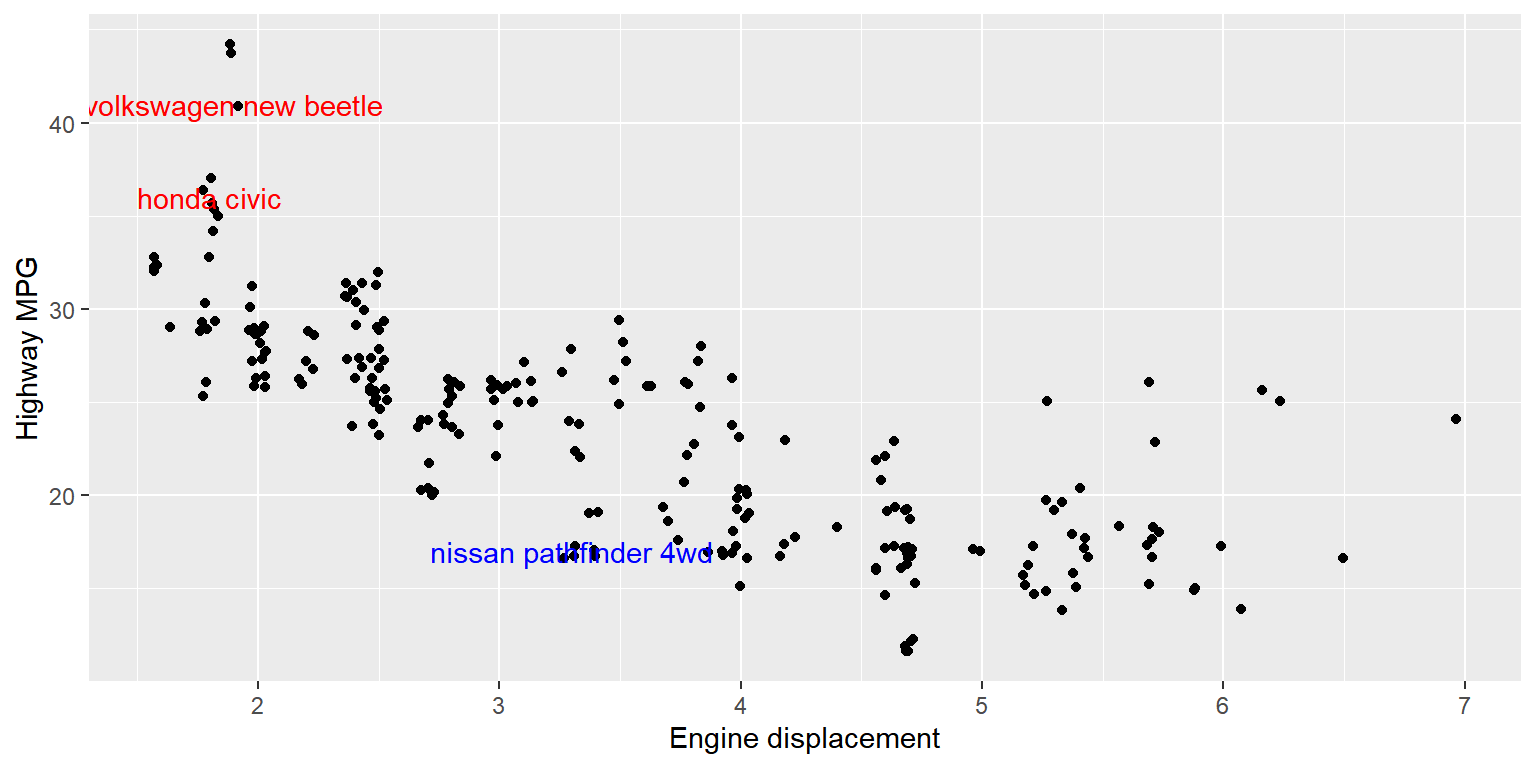 volkswagen new beetle
40
honda civic
30
Highway MPG
20
nissan pathfinder 4wd
2 3 4 5 6 7
Engine displacement